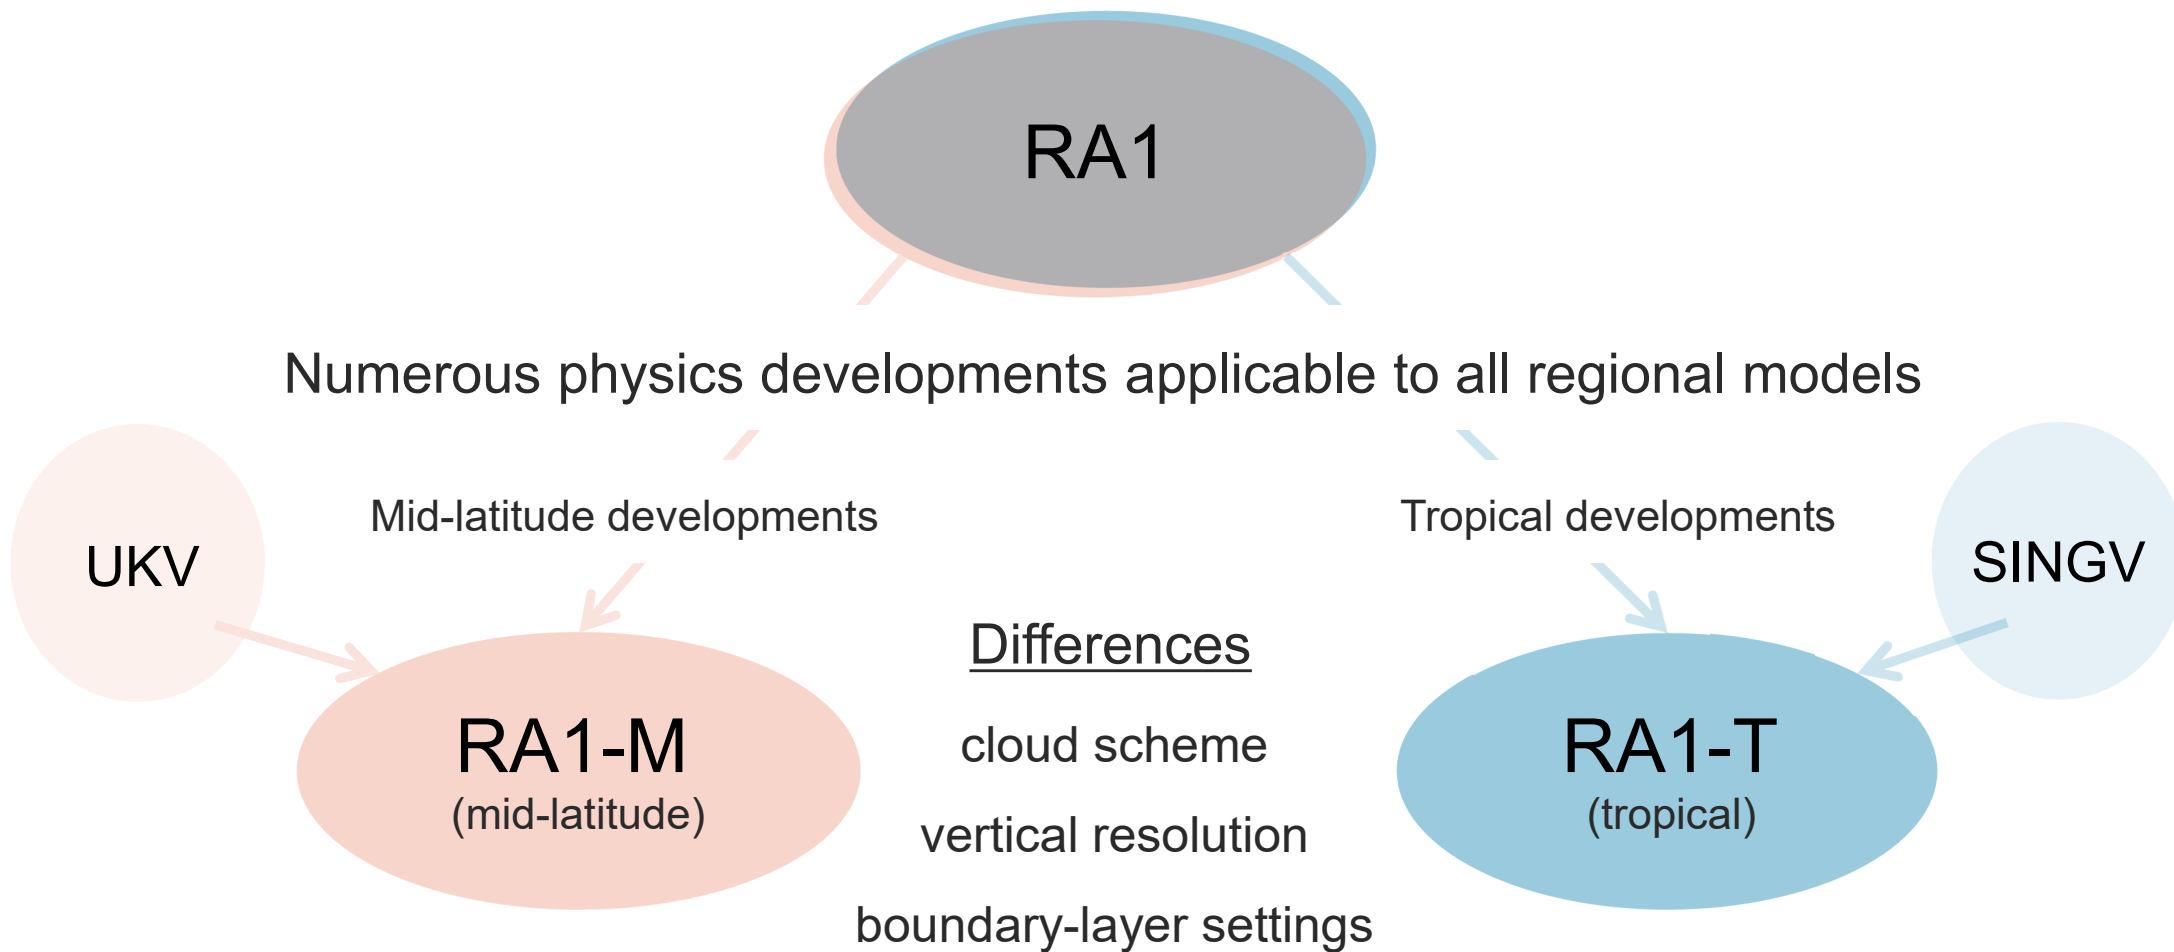 RA1
Numerous physics developments applicable to all regional models
Mid-latitude developments
Tropical developments
UKV
SINGV
Differences
RA1-M
(mid-latitude)
cloud scheme
vertical resolution
boundary-layer settings
RA1-T
(tropical)